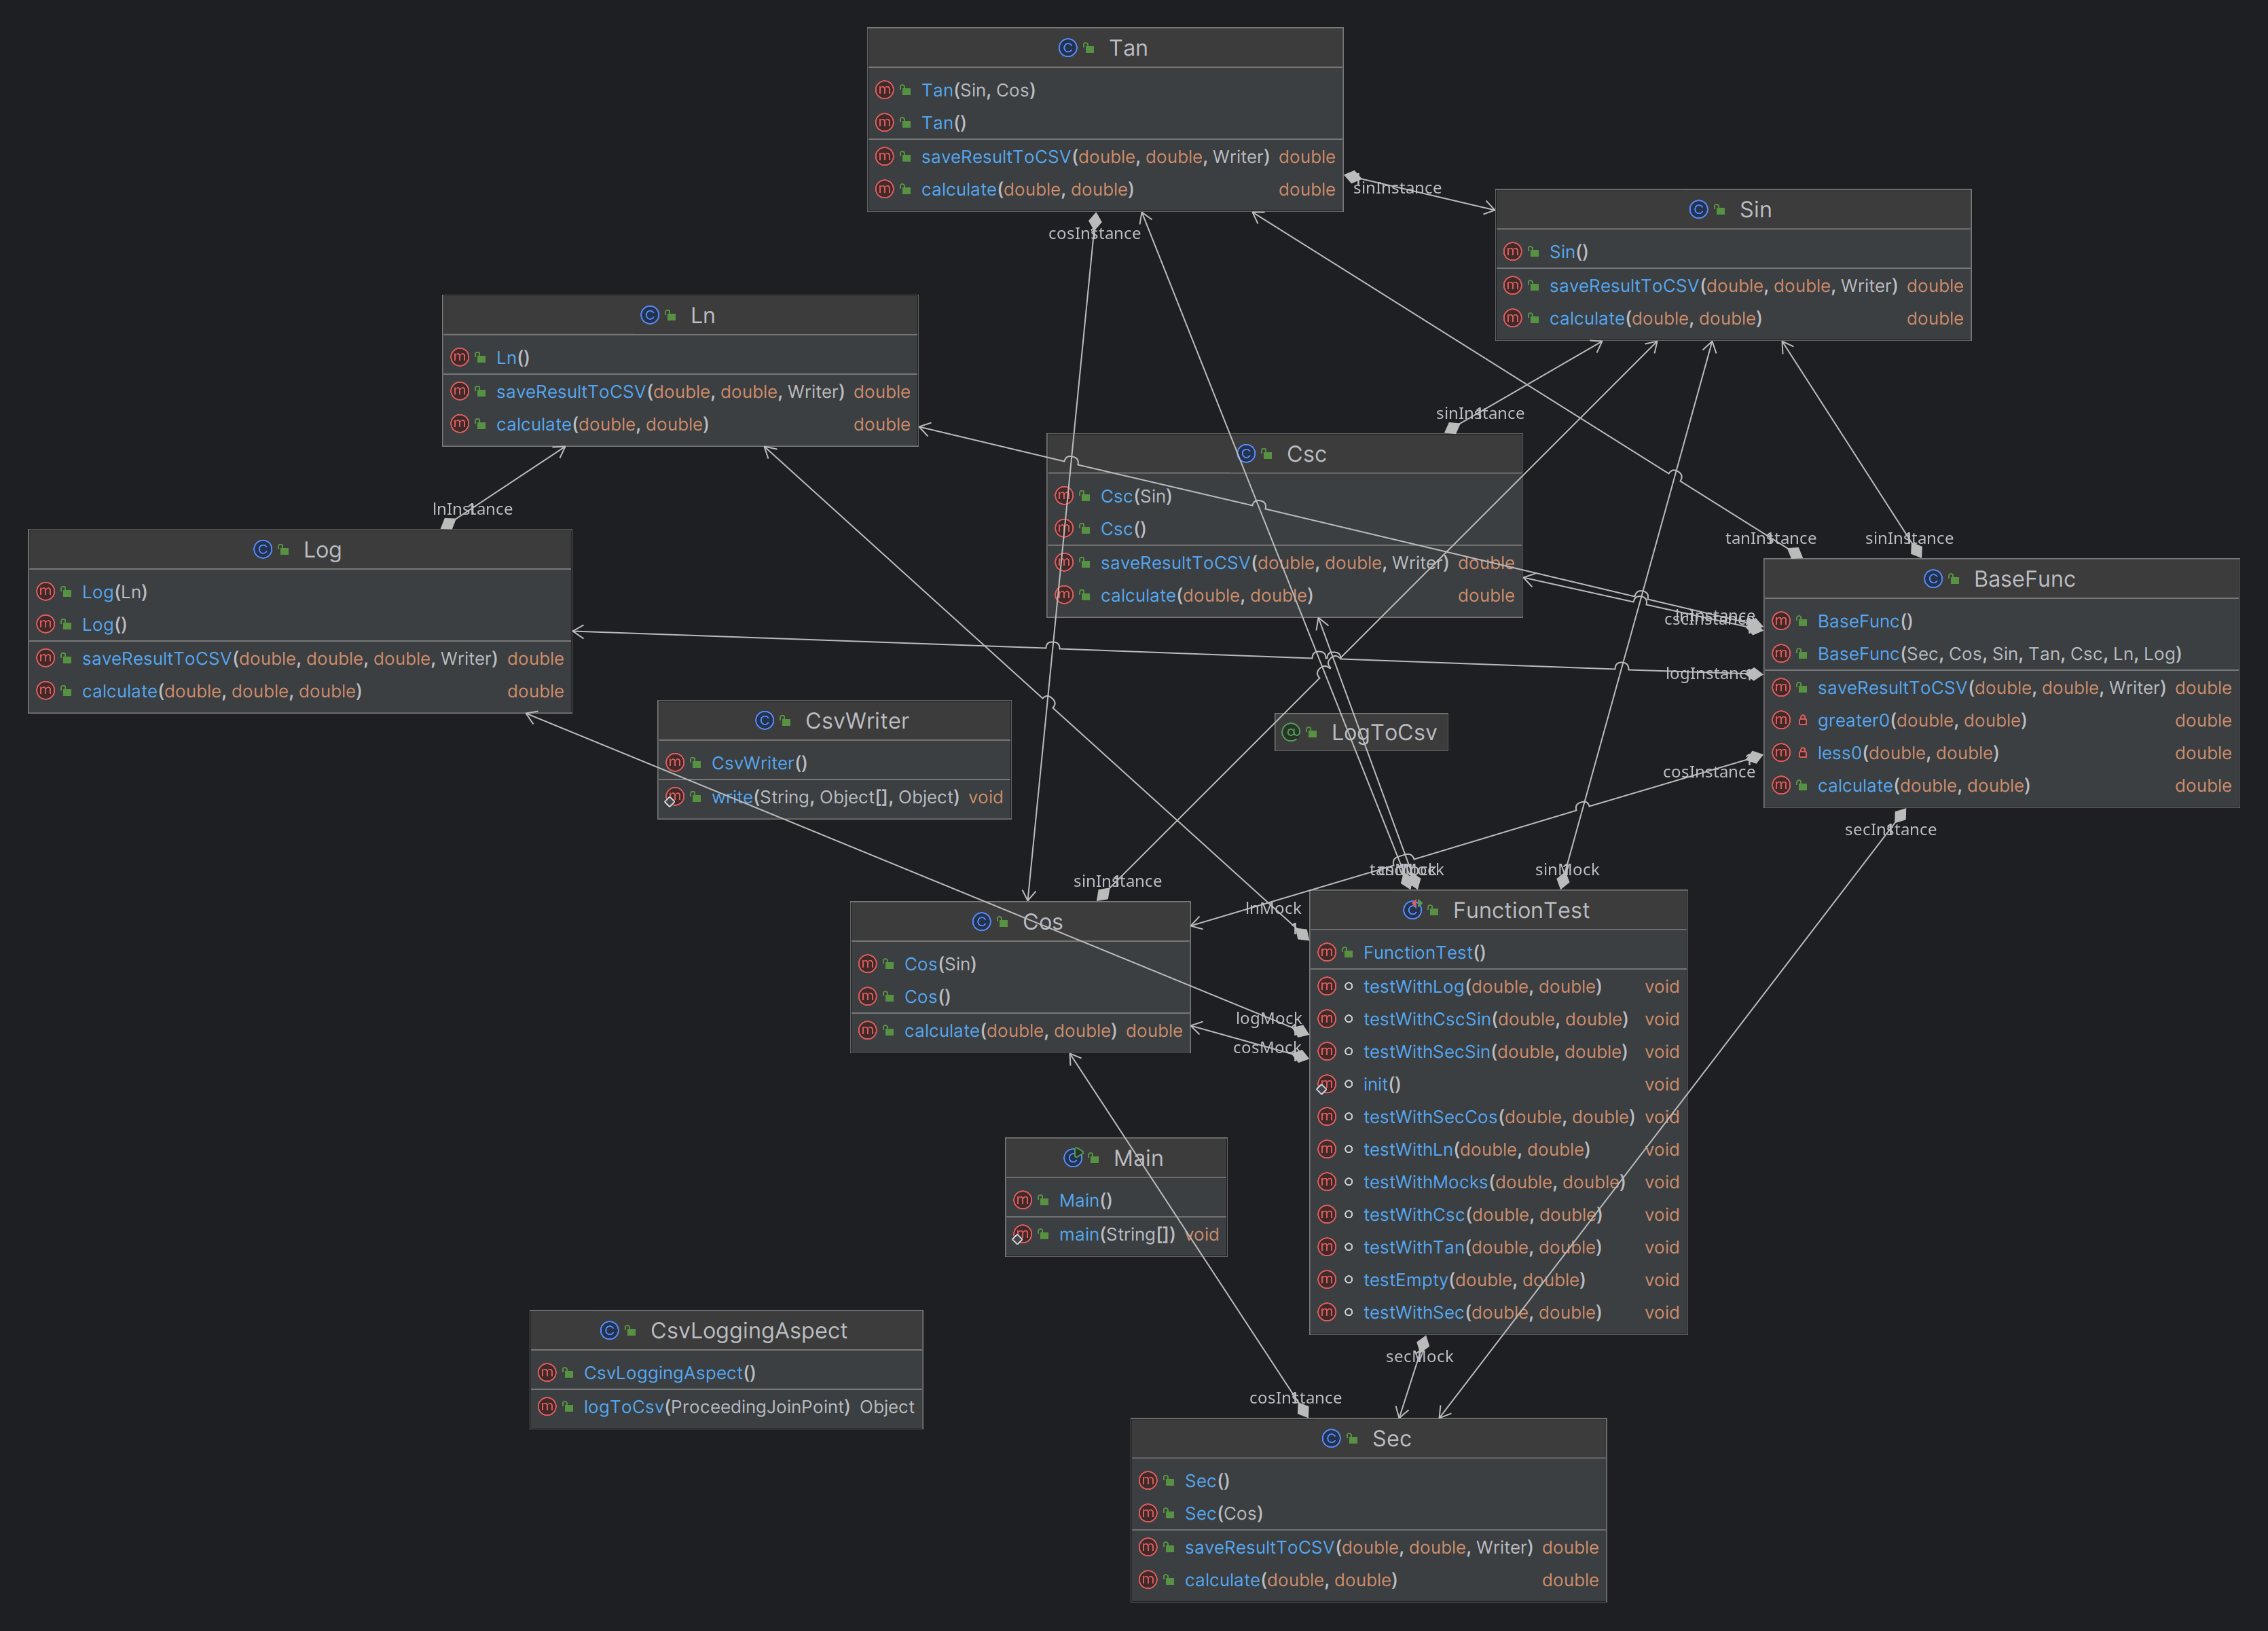 Tan
Tan(Sin, Cos)
Tan()
saveResultToCSV(double, double, Writer) double
calculate(double, double) double
sinInstance
cosInstance
Sin
Sin()
saveResultToCSV(double, double, Writer) double
calculate(double, double) double
Ln
Ln()
saveResultToCSV(double, double, Writer) double
calculate(double, double) double
sinInstance
Csc
Csc(Sin)
Csc()
saveResultToCSV(double, double, Writer) double
calculate(double, double) double
lnInstance
Log
Log(Ln)
Log()
saveResultToCSV(double, double, double, Writer) double
calculate(double, double, double) double
tanInstance
sinInstance
lnInstance
cscInstance
logInstance
cosInstance
secInstance
BaseFunc
BaseFunc()
BaseFunc(Sec, Cos, Sin, Tan, Csc, Ln, Log)
saveResultToCSV(double, double, Writer) double
greater0(double, double) double
less0(double, double) double
calculate(double, double) double
CsvWriter
CsvWriter()
write(String, Object[], Object) void
LogToCsv
sinInstance
Cos
Cos(Sin)
Cos()
calculate(double, double) double
sinMock
lnMock
logMock
cosMock
FunctionTest
FunctionTest()
testWithLog(double, double) void
testWithCscSin(double, double) void
testWithSecSin(double, double) void
init() void
testWithSecCos(double, double) void
testWithLn(double, double) void
testWithMocks(double, double) void
testWithCsc(double, double) void
testWithTan(double, double) void
testEmpty(double, double) void
testWithSec(double, double) void
secMock
Main
Main()
main(String[]) void
CsvLoggingAspect
CsvLoggingAspect()
logToCsv(ProceedingJoinPoint) Object
cosInstance
Sec
Sec()
Sec(Cos)
saveResultToCSV(double, double, Writer) double
calculate(double, double) double